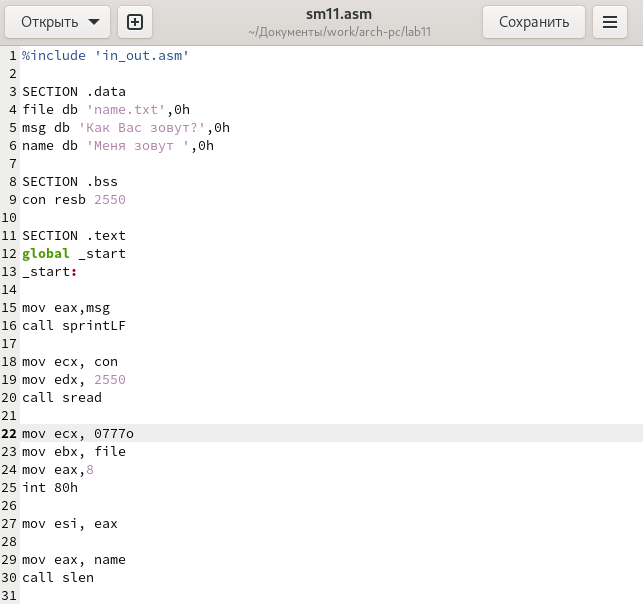 Открыть
sm11.asm
~/Документы/work/arch-pc/lab11
Сохранить
1 %include 'in_out.asm'
2
3 SECTION .data
4 file db 'name.txt',0h
5 msg db 'Как Вас зовут?',0h
6 name db 'Меня зовут ',0h
7
8 SECTION .bss
9 con resb 2550
10
11 SECTION .text
12 global _start
13 _start:
14
15 mov eax,msg
16 call sprintLF
17
18 mov ecx, con
19 mov edx, 2550
20 call sread
21
22 mov ecx, 0777o
23 mov ebx, file
24 mov eax,8
25 int 80h
26
27 mov esi, eax
28
29 mov eax, name
30 call slen
31